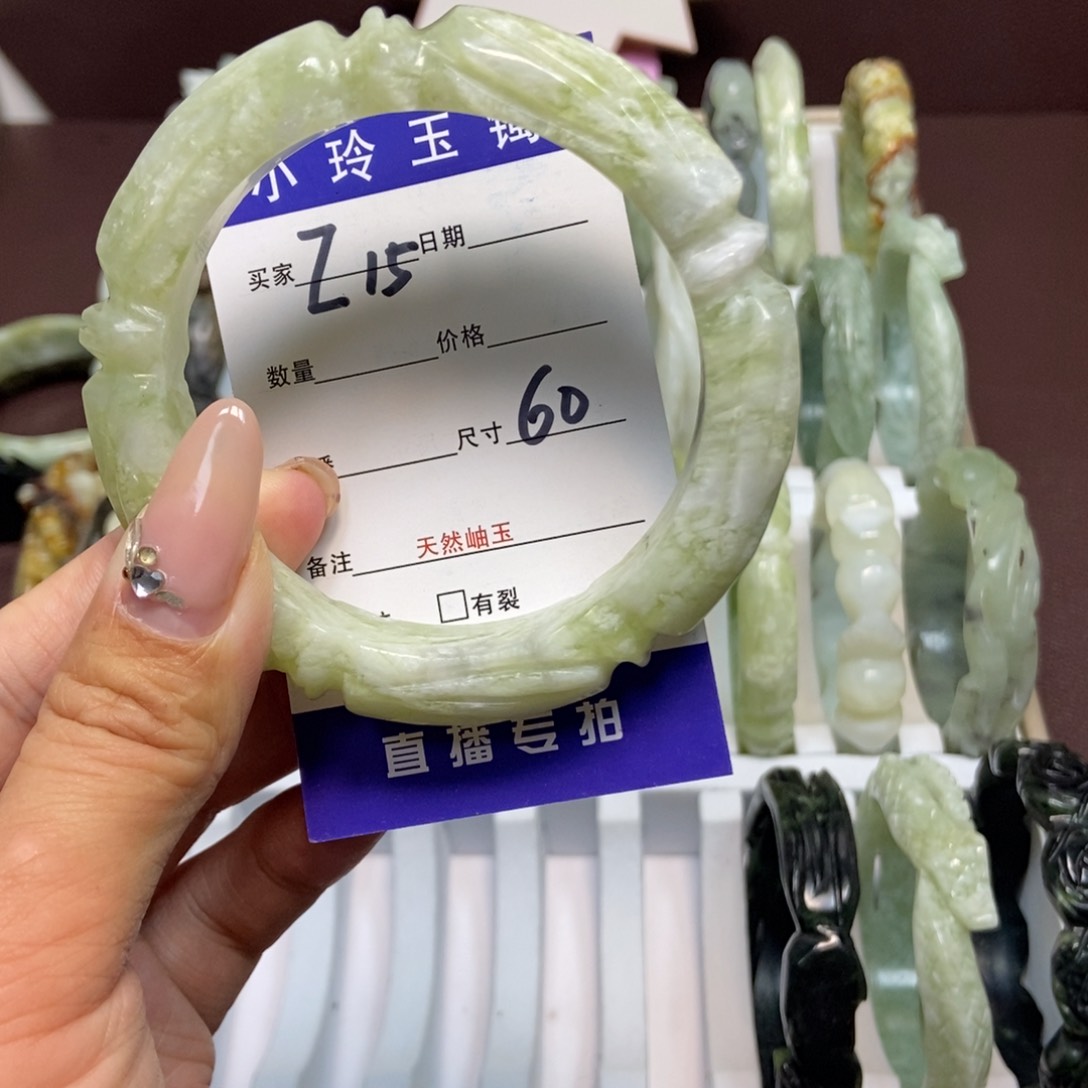 小玲玉镯
买家 Z15 日期
数量 价格
尺寸 60
备注 天然岫玉
□有裂
直播专拍